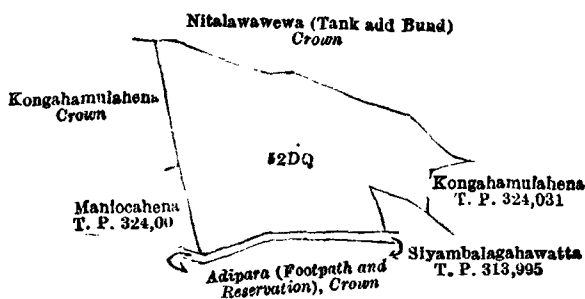 Nitalawawewa (Tank add Bund)
Crown
Kongahamulahena
Crown
52DQ
Kongahamulahena
T. P. 324,031
Maniocahena
T. P. 324,00
Siyambalagahawatta
T. P. 313,995
Adipara (Footpath and
Reservation), Crown